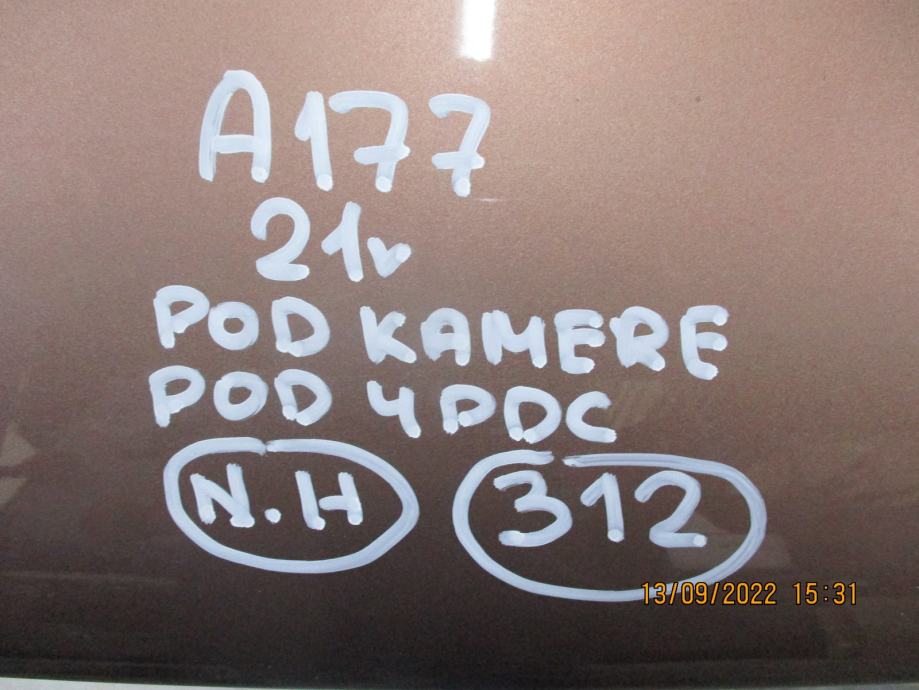 A177
21v
POD KAMERE
POD 4PDC
N.H 312
13/09/2022 15:31